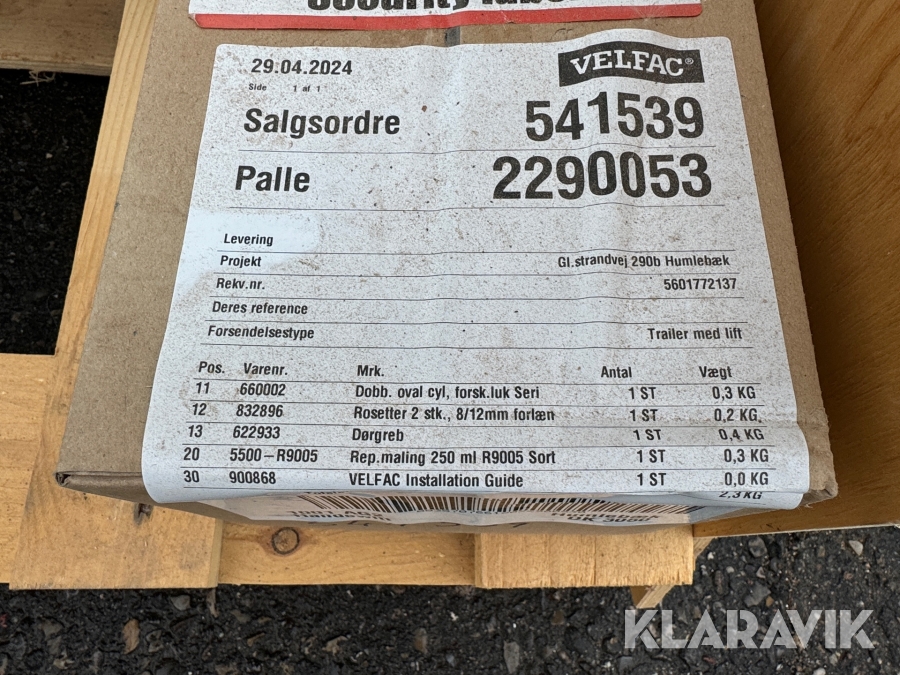 Security
29.04.2024
VELFAC®
Side 1 af 1
Salgsordre 541539
Palle 2290053
Levering
Projekt Gl.strandvej 290b Humlebæk
Rekv.nr. 5601772137
Deres reference
Forsendelsestype Trailer med lift
Pos. Varenr. Mrk. Antal Vægt
11 660002 Dobb. oval cyl, forsk.luk Seri 1 ST 0,3 KG
12 832896 Rosetter 2 stk., 8/12mm forlæn 1 ST 0,2 KG
13 622933 Dørgreb 1 ST 0,4 KG
20 5500-R9005 Rep.maling 250 ml R9005 Sort 1 ST 0,3 KG
30 900868 VELFAC Installation Guide 1 ST 0,0 KG
2,3 KG
KLARAVIK